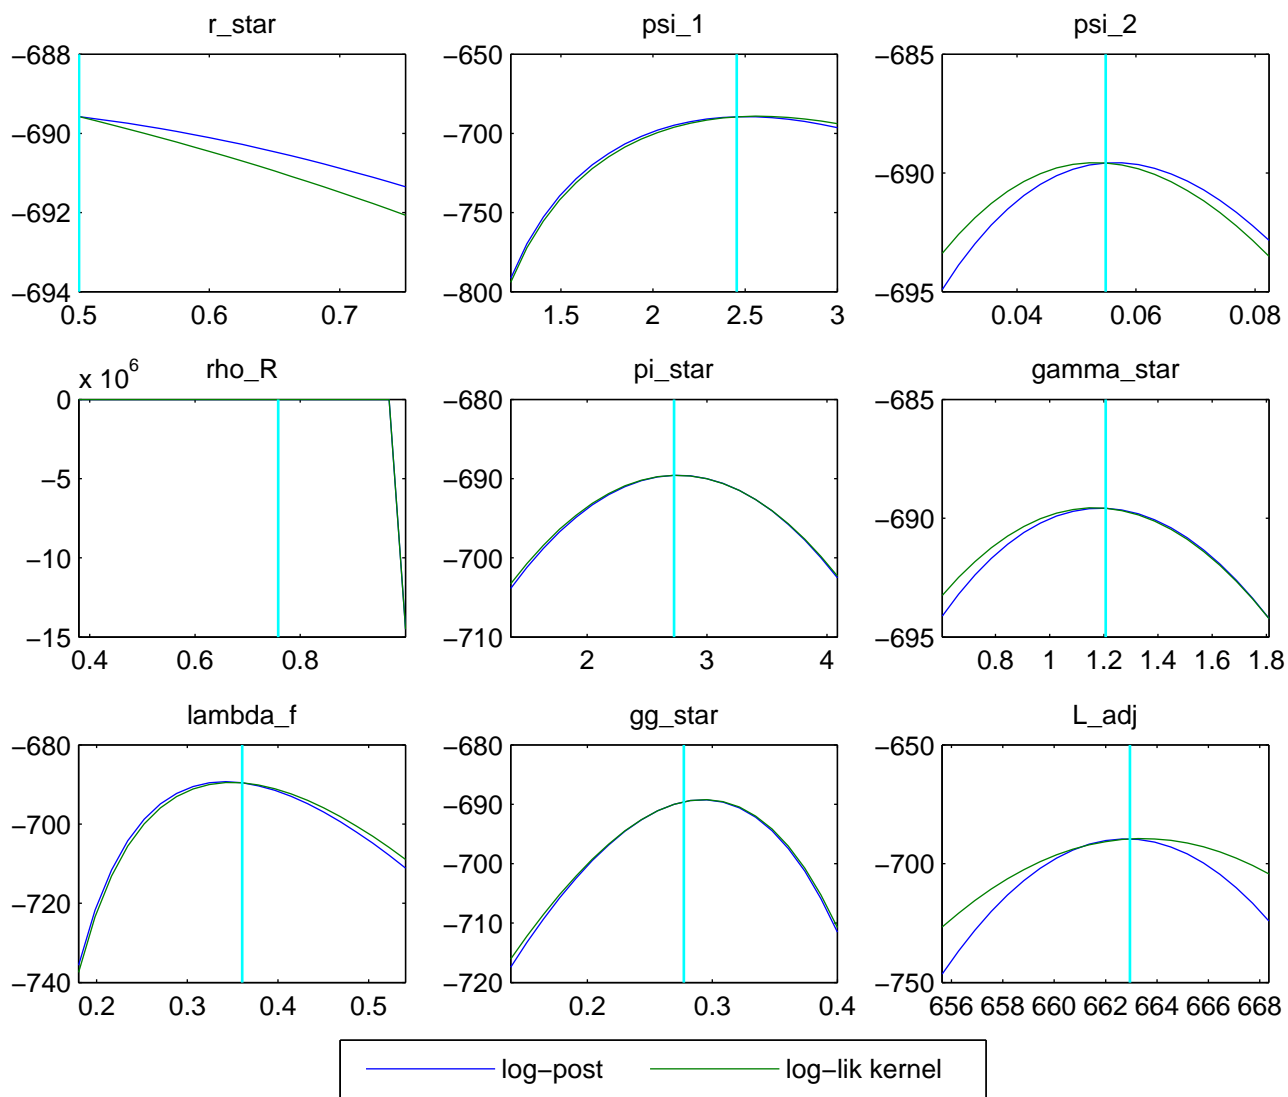 r_star
−688
−690
−692
−694
0.5 0.6 0.7
psi_1
−650
−700
−750
−800
1.5 2 2.5 3
psi_2
−685
−690
−695
0.04 0.06 0.08
rho_R
x 10^6
0
−5
−10
−15
0.4 0.6 0.8
pi_star
−680
−690
−700
−710
2 3 4
gamma_star
−685
−690
−695
0.8 1 1.2 1.4 1.6 1.8
lambda_f
−680
−700
−720
−740
0.2 0.3 0.4 0.5
gg_star
−680
−690
−700
−710
−720
0.2 0.3 0.4
L_adj
−650
−700
−750
656 658 660 662 664 666 668
log−post log−lik kernel